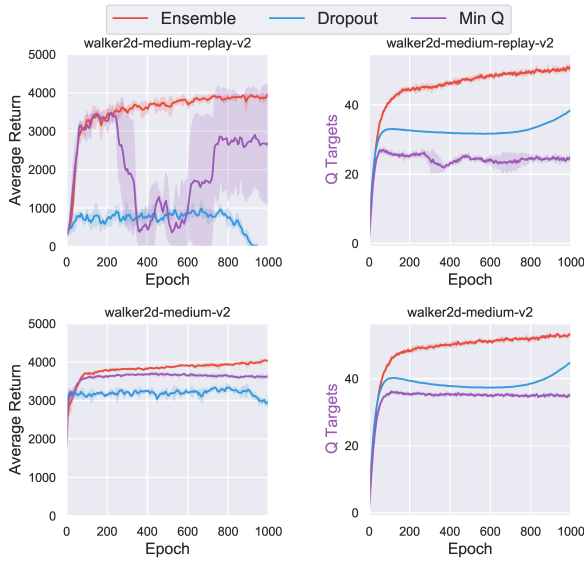 Ensemble Dropout Min Q
walker2d-medium-replay-v2
walker2d-medium-replay-v2
5000
4000
3000
2000
1000
0
Average Return
0 200 400 600 800 1000
Epoch
40
20
0
Q Targets
0 200 400 600 800 1000
Epoch
walker2d-medium-v2
walker2d-medium-v2
5000
4000
3000
2000
1000
0
Average Return
0 200 400 600 800 1000
Epoch
40
20
0
Q Targets
0 200 400 600 800 1000
Epoch